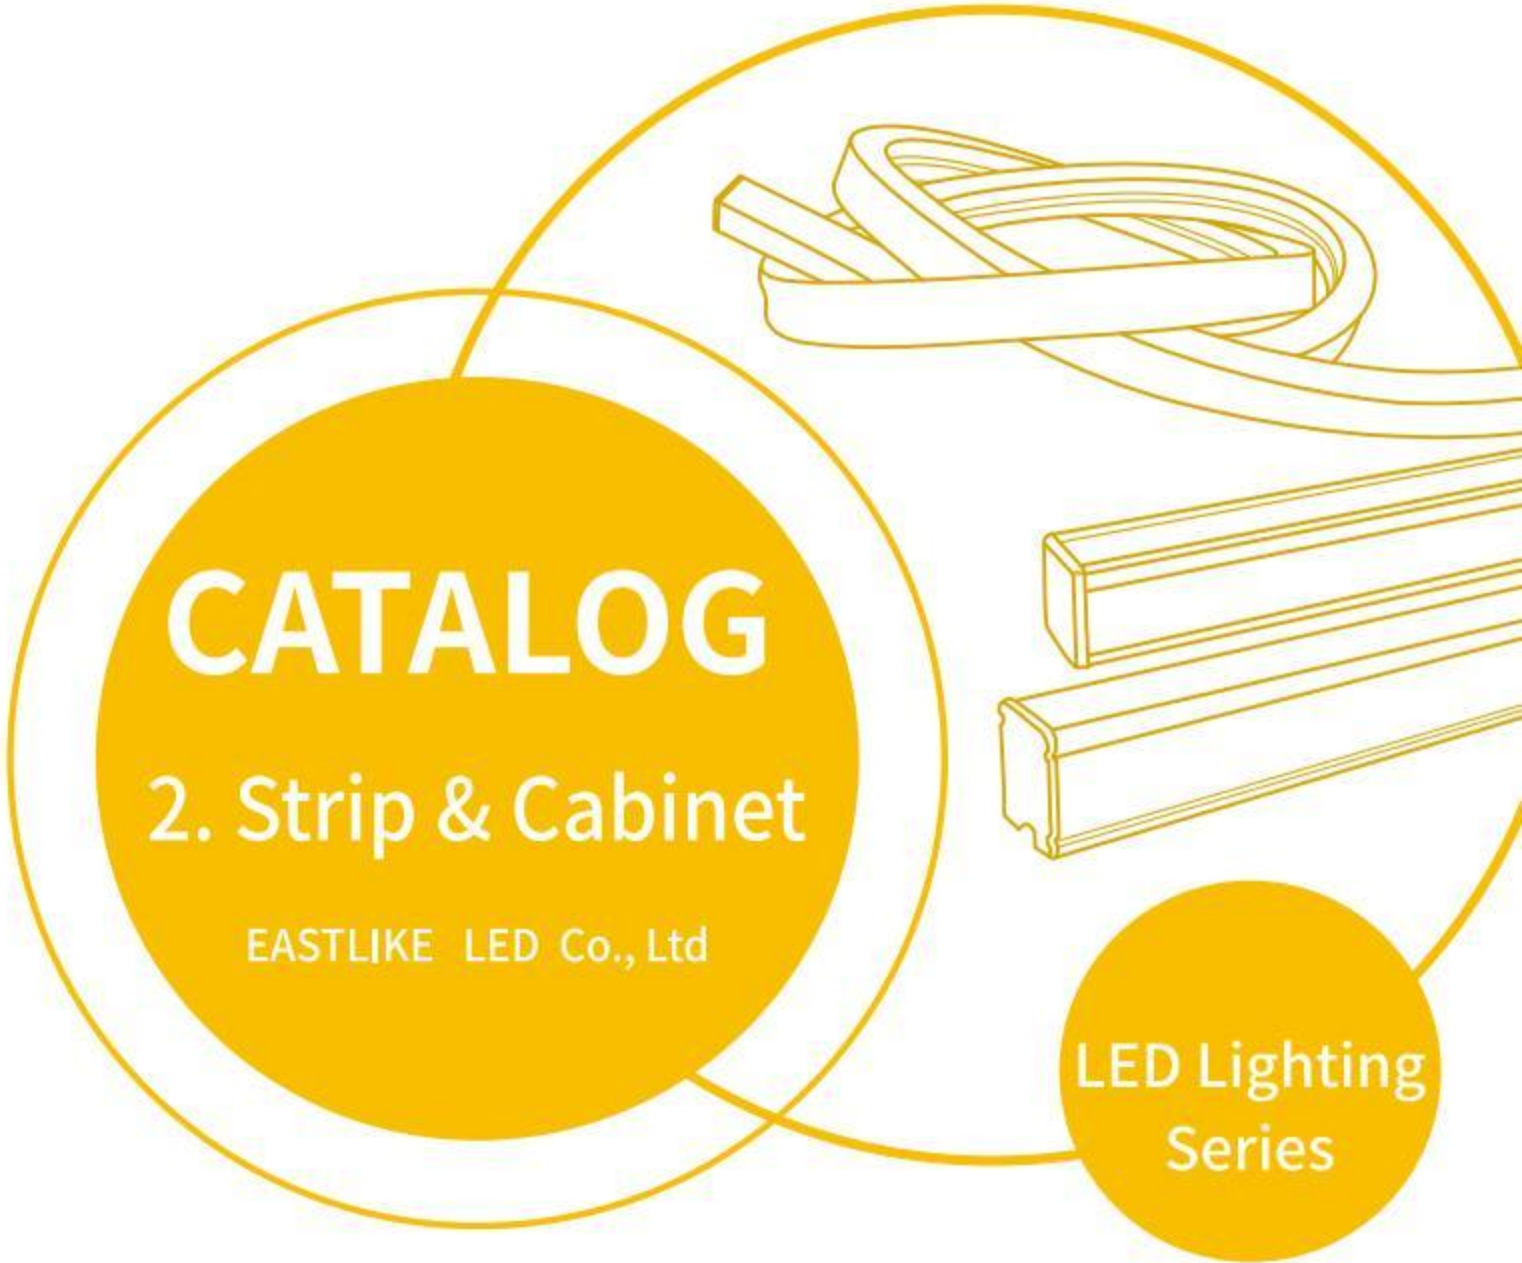 CATALOG
2. Strip & Cabinet
EASTLIKE LED Co., Ltd
LED Lighting
Series